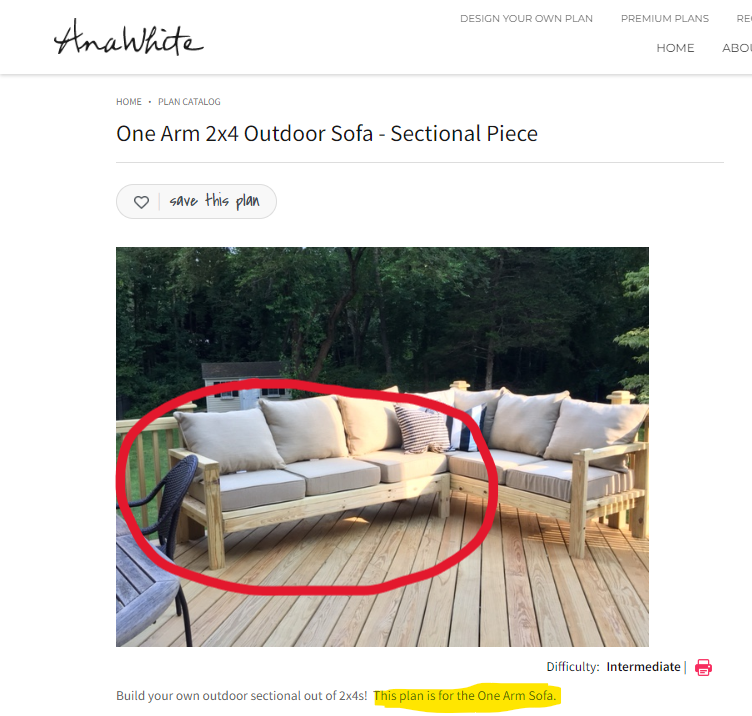 AnaWhite
DESIGN YOUR OWN PLAN PREMIUM PLANS
HOME
HOME • PLAN CATALOG
One Arm 2x4 Outdoor Sofa - Sectional Piece
save this plan
Difficulty: Intermediate |
Build your own outdoor sectional out of 2x4s! This plan is for the One Arm Sofa.